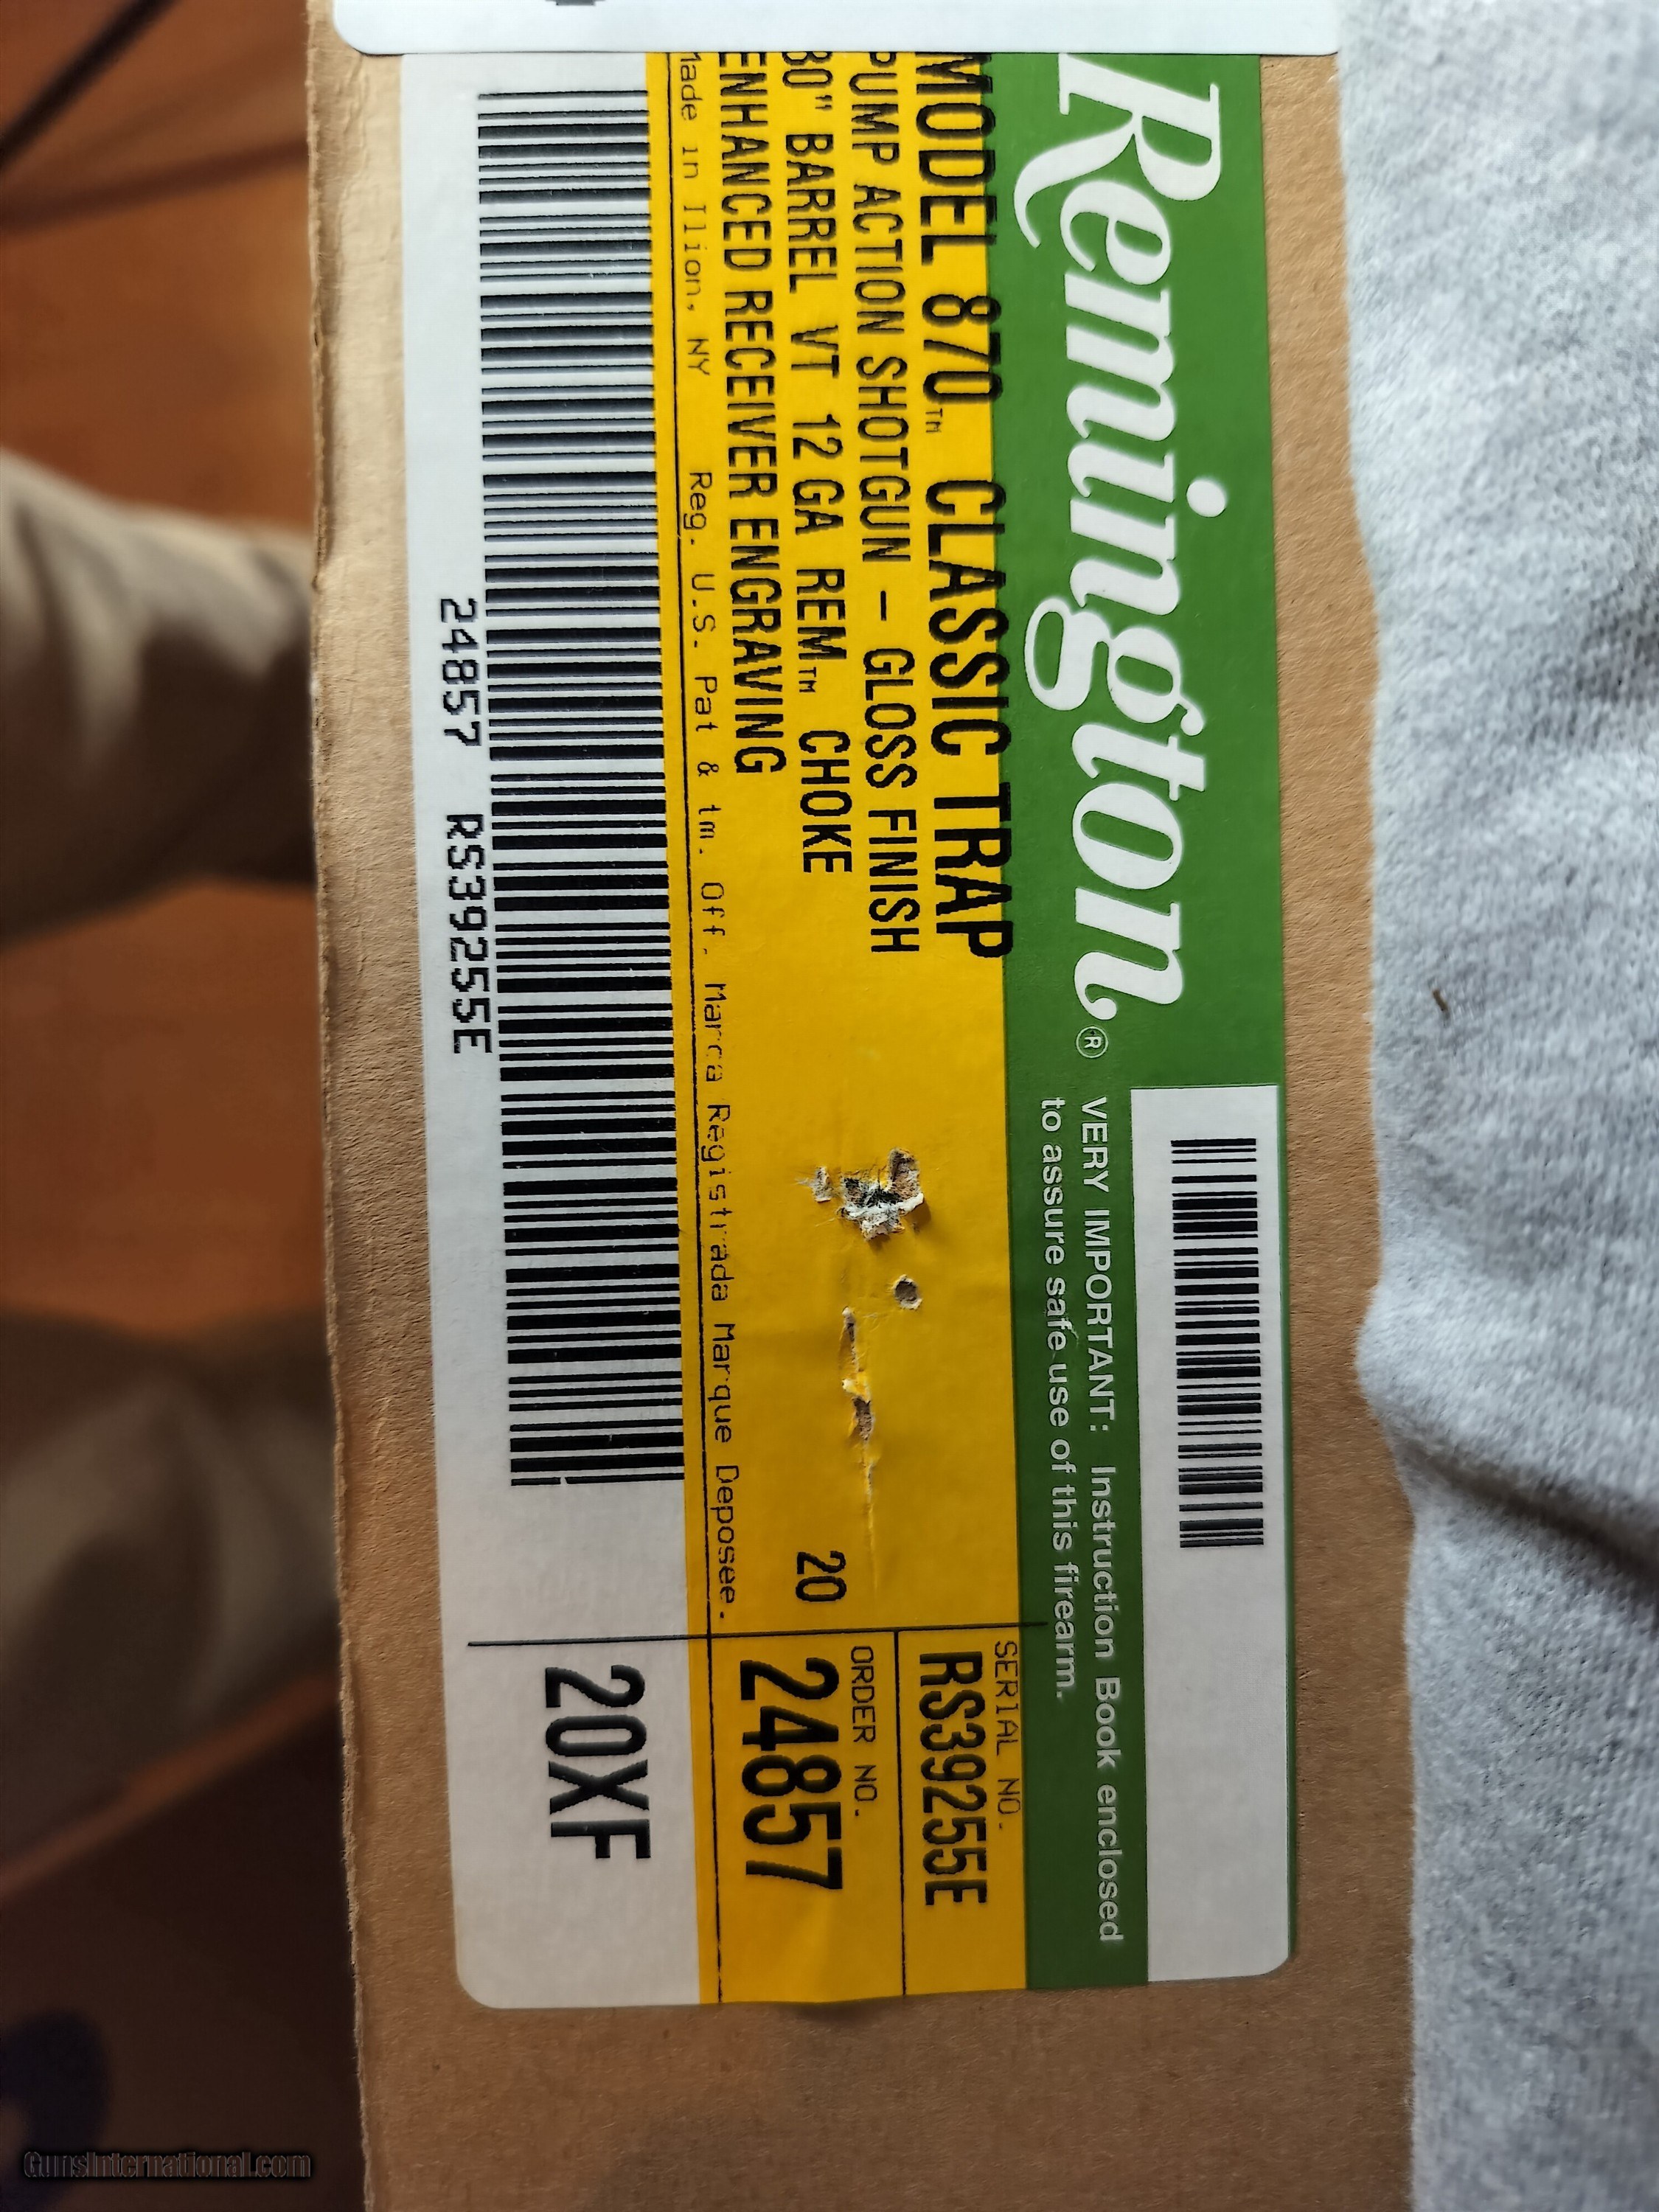 Remington®
VERY IMPORTANT: Instruction Book enclosed
to assure safe use of this firearm.
MODEL 870™ CLASSIC TRAP
PUMP ACTION SHOTGUN – GLOSS FINISH
30" BARREL VT 12 GA REM™ CHOKE
20
ENHANCED RECEIVER ENGRAVING
Made in Ilion, NY Reg. U.S. Pat & tm. Off. Marca Registrada Marque Deposee.
SERIAL NO.
RS39255E
ORDER NO.
24857
20XF
24857 RS39255E
GunsInternational.com